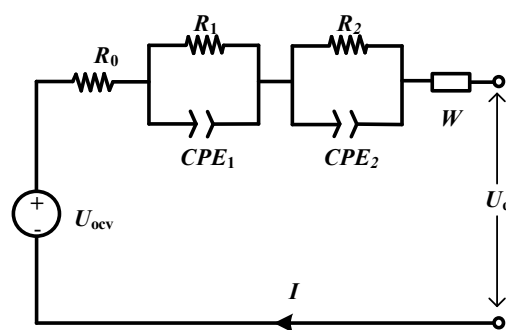 R₁
R₂
R₀
CPE₁
CPE₂
W
+
-
Uocv
I